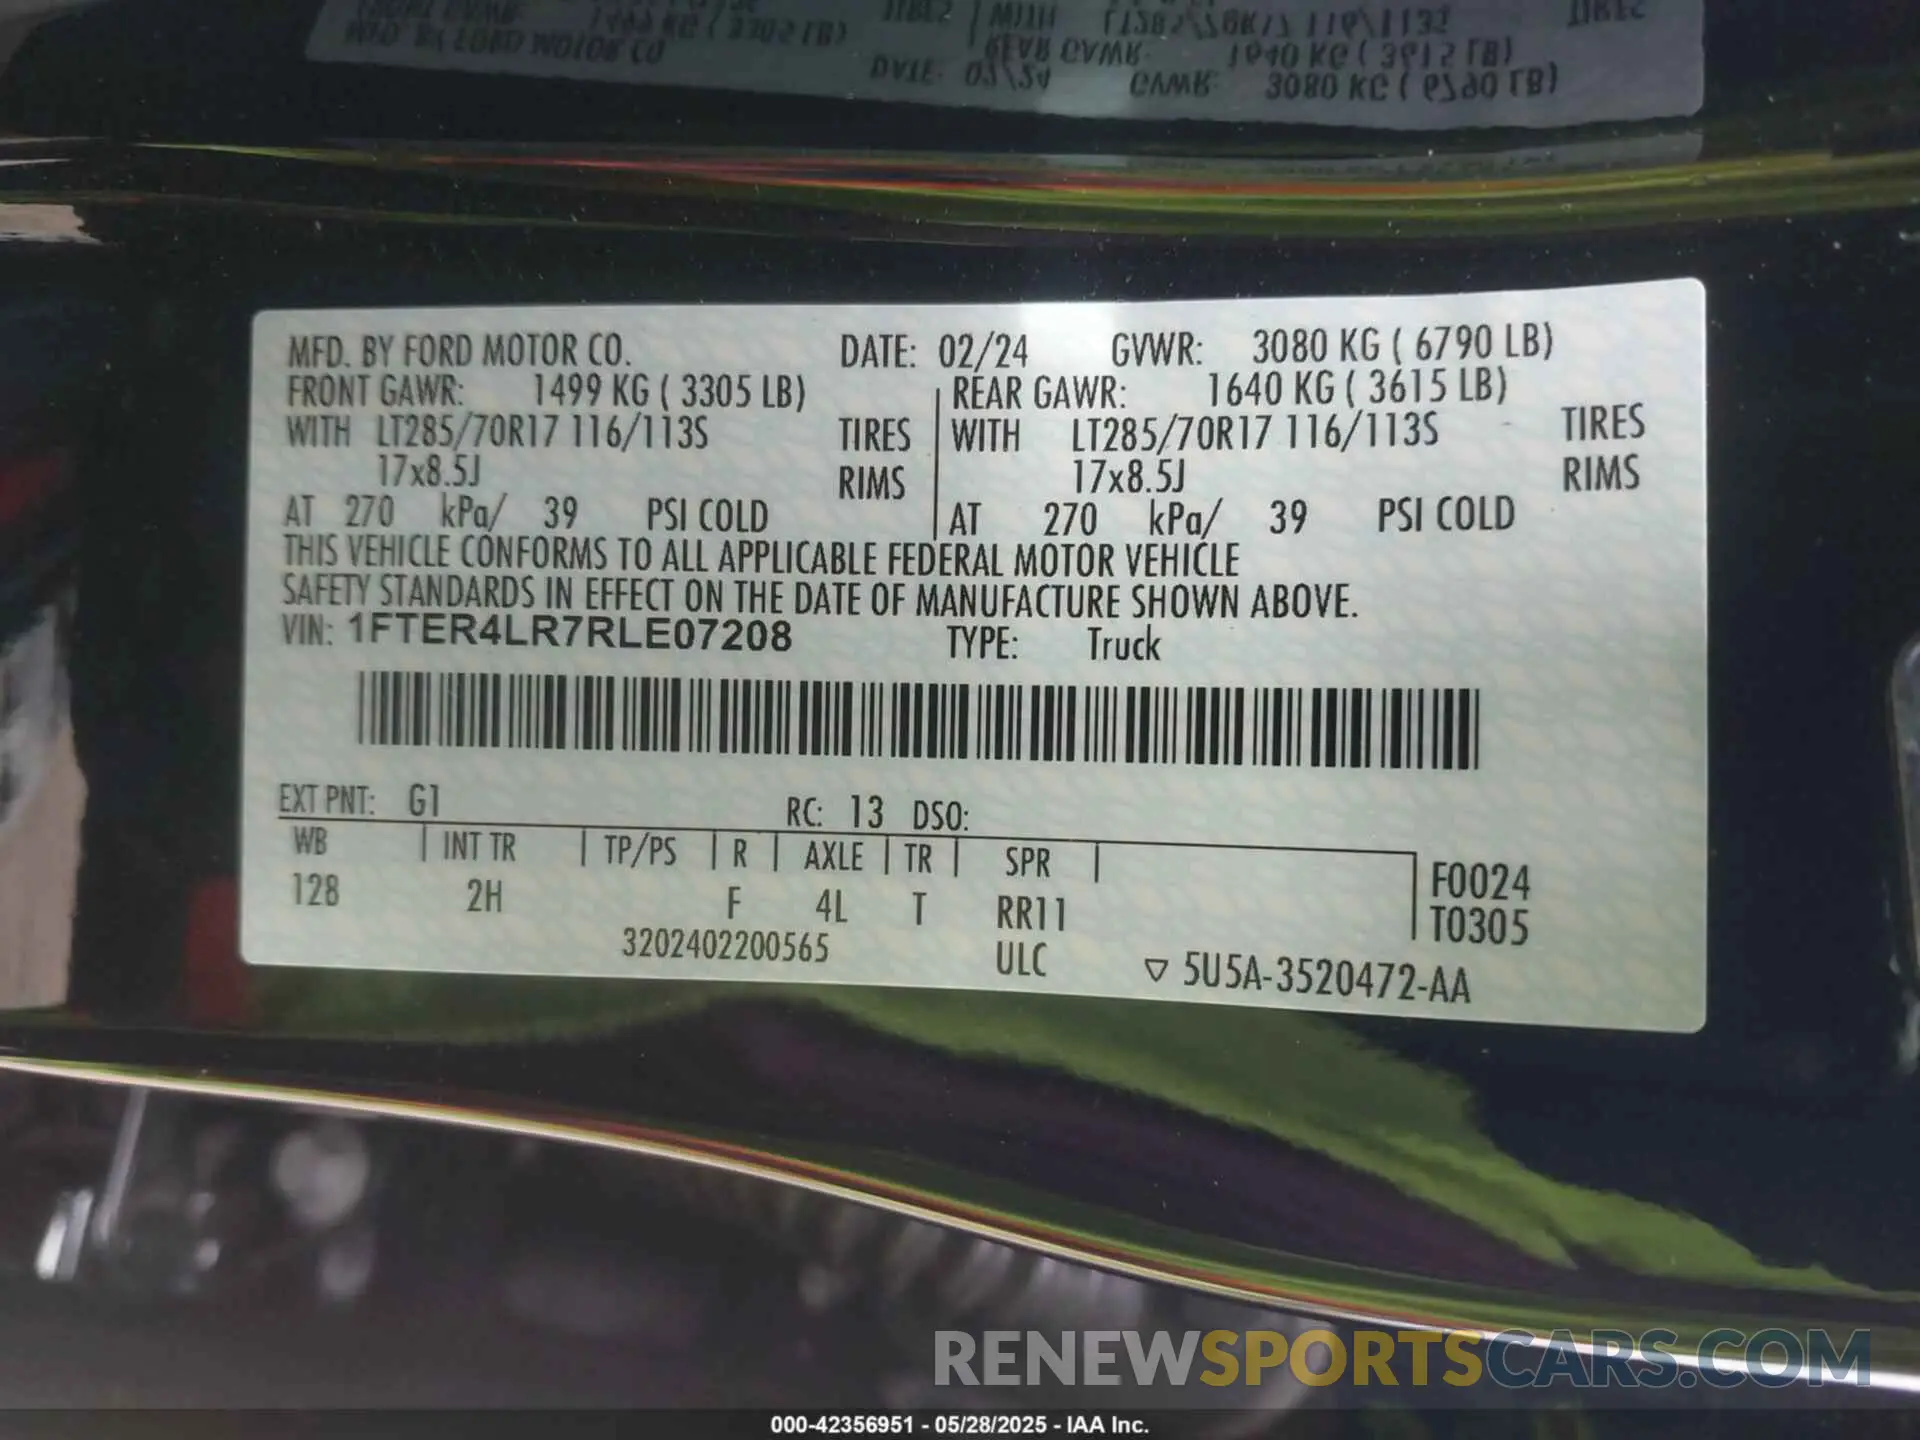 MFD. BY FORD MOTOR CO. DATE: 02/24 GVWR: 3080 KG ( 6790 LB)
FRONT GAWR: 1499 KG ( 3305 LB) REAR GAWR: 1640 KG ( 3615 LB)
WITH LT285/70R17 116/113S TIRES WITH LT285/70R17 116/113S TIRES
17x8.5J RIMS 17x8.5J RIMS
AT 270 kPa/ 39 PSI COLD AT 270 kPa/ 39 PSI COLD
THIS VEHICLE CONFORMS TO ALL APPLICABLE FEDERAL MOTOR VEHICLE
SAFETY STANDARDS IN EFFECT ON THE DATE OF MANUFACTURE SHOWN ABOVE.
VIN: 1FTER4LR7RLE07208 TYPE: Truck
EXT PNT: G1 RC: 13 DSO:
WB INT TR TP/PS R AXLE TR SPR
F0024
128 2H F 4L T RR11
T0305
3202402200565 ULC ▽ 5U5A-3520472-AA
RENEWSPORTSCARS.COM
000-42356951 - 05/28/2025 - IAA Inc.